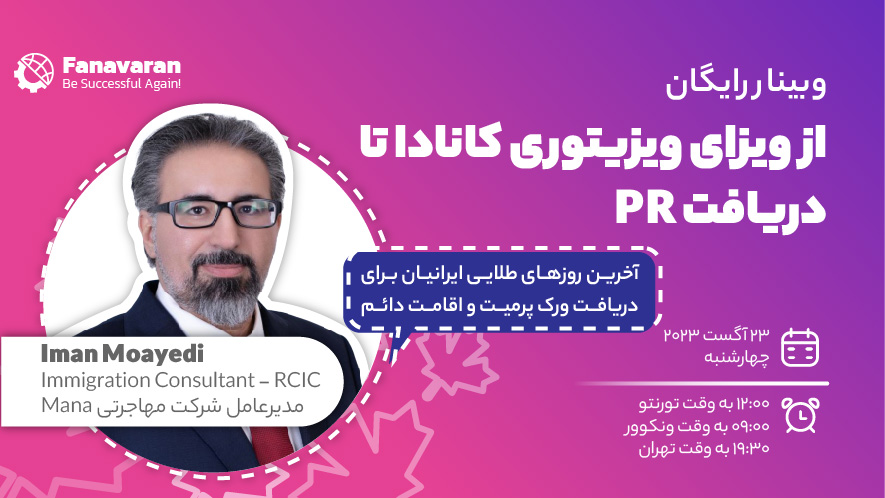 Fanavaran
Be Successful Again!
وبینار رایگان
از ویزای ویزیتوری کانادا تا
دریافت PR
آخرین روزهای طلایی ایرانیان برای
دریافت ورک پرمیت و اقامت دائم
Iman Moayedi
Immigration Consultant – RCIC
مدیرعامل شرکت مهاجرتی Mana
۲۳ آگست ۲۰۲۳
چهارشنبه
۱۲:۰۰ به وقت تورنتو
۰۹:۰۰ به وقت ونکوور
۱۹:۳۰ به وقت تهران